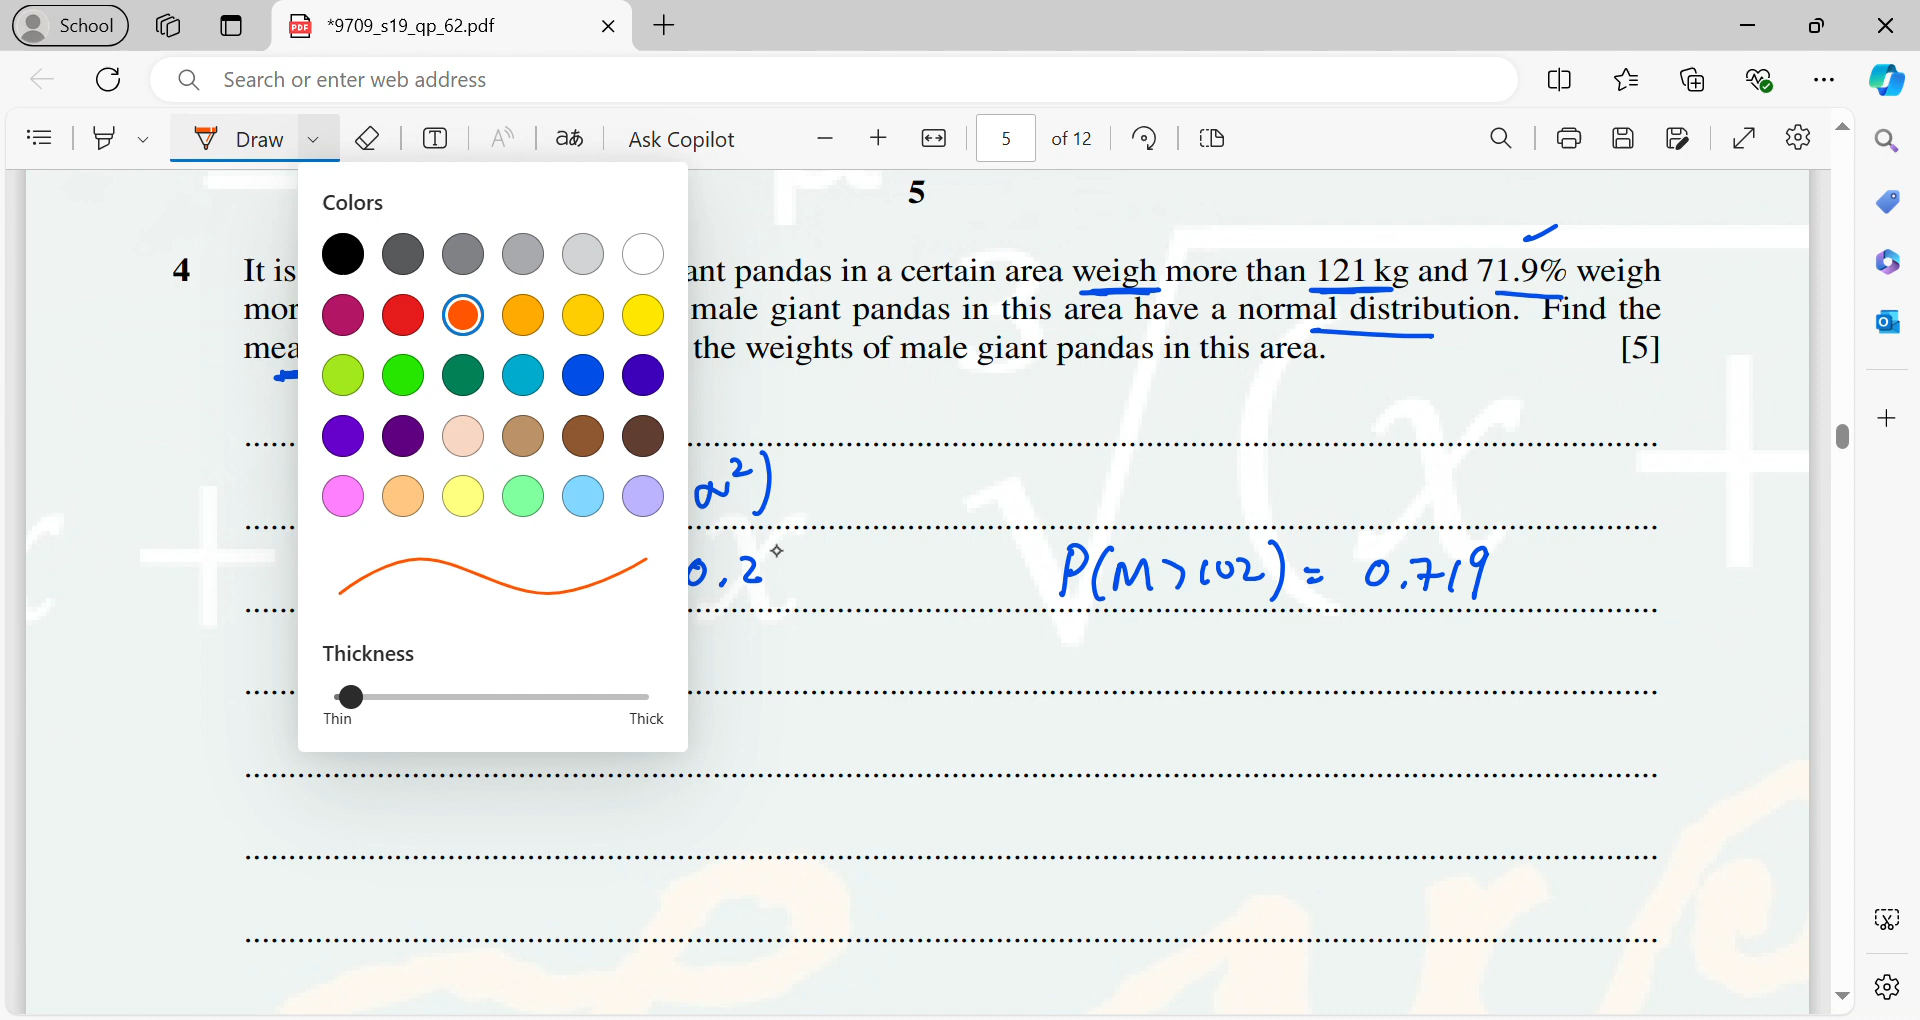 School
*9709_s19_qp_62.pdf
Search or enter web address
Draw
Ask Copilot
5
of 12
Colors
5
4 It is
ant pandas in a certain area weigh more than 121 kg and 71.9% weigh
mor
male giant pandas in this area have a normal distribution. Find the
mea
the weights of male giant pandas in this area. [5]
σ²)
0.2
P(M>102) = 0.719
Thickness
Thin
Thick